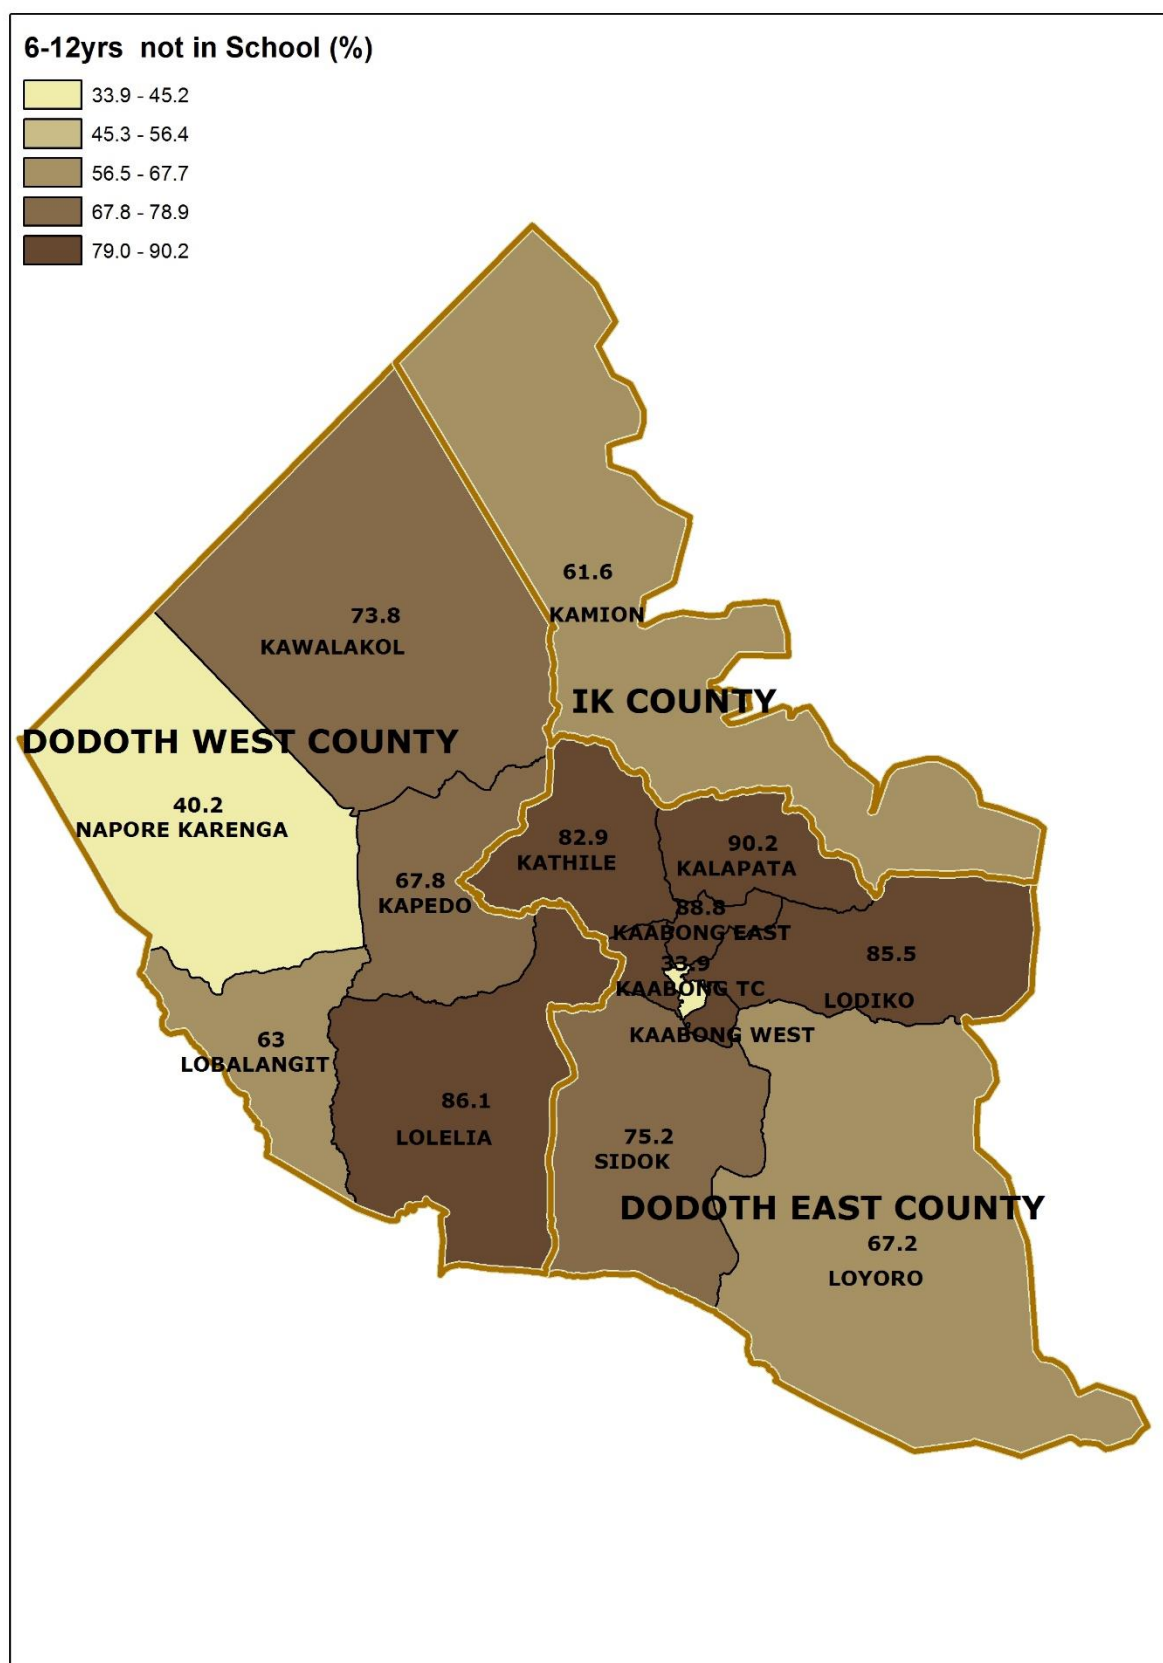 6-12yrs not in School (%)
33.9 - 45.2
45.3 - 56.4
56.5 - 67.7
67.8 - 78.9
79.0 - 90.2
61.6
KAMION
73.8
KAWALAKOL
IK COUNTY
DODOTH WEST COUNTY
40.2
NAPORE KARENGA
82.9
KATHILE
90.2
KALAPATA
67.8
KAPEDO
88.8
KAABONG EAST
85.5
LODIKO
33.9
KAABONG TC
KAABONG WEST
63
LOBALANGIT
86.1
LOLELIA
75.2
SIDOK
DODOTH EAST COUNTY
67.2
LOYORO